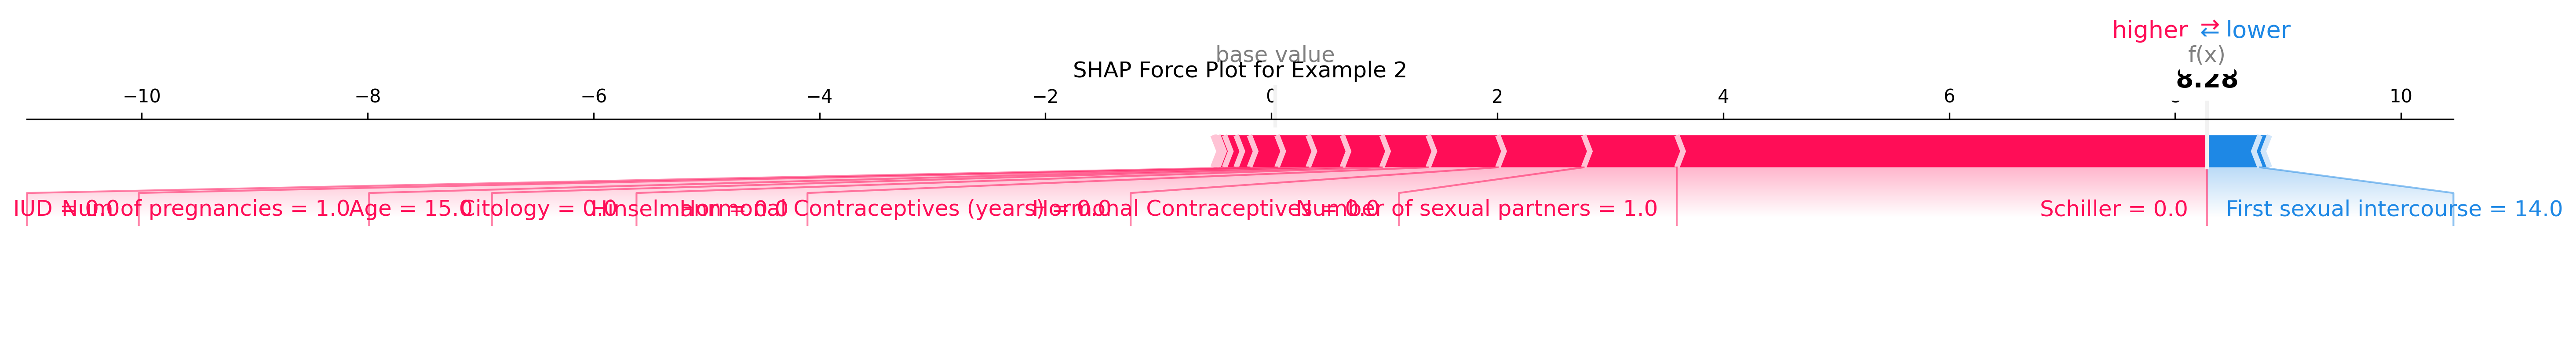 higher ⇄ lower
base value f(x)
SHAP Force Plot for Example 2
8.28
−10 −8 −6 −4 −2 0 2 4 6 10
IUD = 0.0 Num of pregnancies = 1.0 Age = 15.0 Citology = 0.0 Hinselmann = 0.0 Hormonal Contraceptives (years) = 0.0 Hormonal Contraceptives = 0.0 Number of sexual partners = 1.0 Schiller = 0.0 First sexual intercourse = 14.0